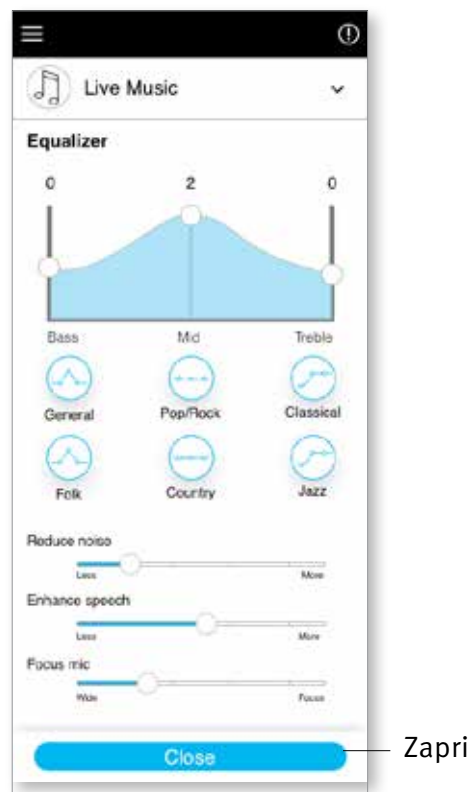 Live Music
Equalizer
0 2 0
Bass Mid Treble
General Pop/Rock Classical
Folk Country Jazz
Reduce noise
Less More
Enhance speech
Less More
Focus mic
Wide Focus
Close
Zapri